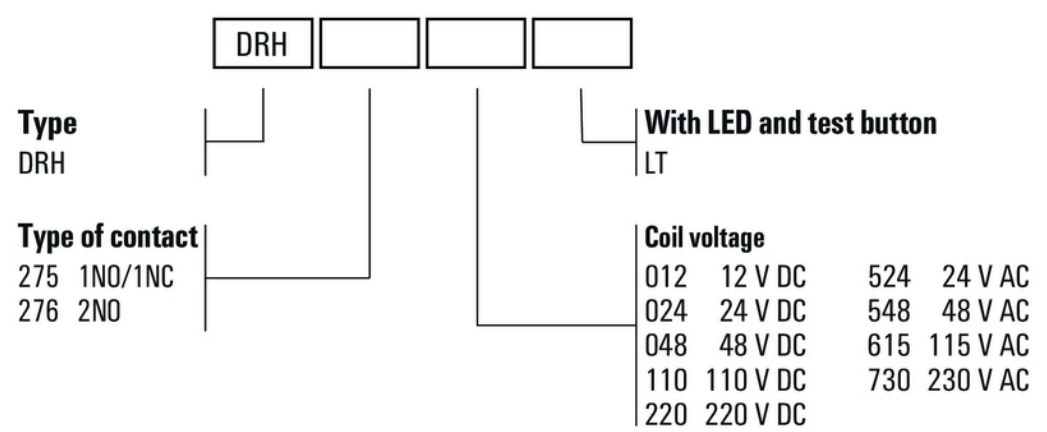 DRH
Type
DRH
With LED and test button
LT
Type of contact
275 1NO/1NC
276 2NO
Coil voltage
012 12 V DC 524 24 V AC
024 24 V DC 548 48 V AC
048 48 V DC 615 115 V AC
110 110 V DC 730 230 V AC
220 220 V DC